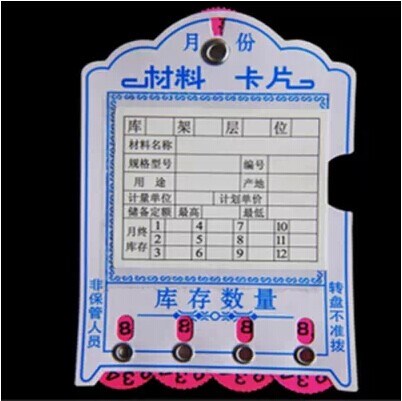 月 份
材料 卡片
库 架 层 位
材料名称
规格型号 编号
用途 产地
计量单位 计划单价
储备定额 最高 最低
月终库存 1 4 7 10
2 5 8 11
3 6 9 12
库存数量
非保管人员
转盘不准拨
8 8 8 8